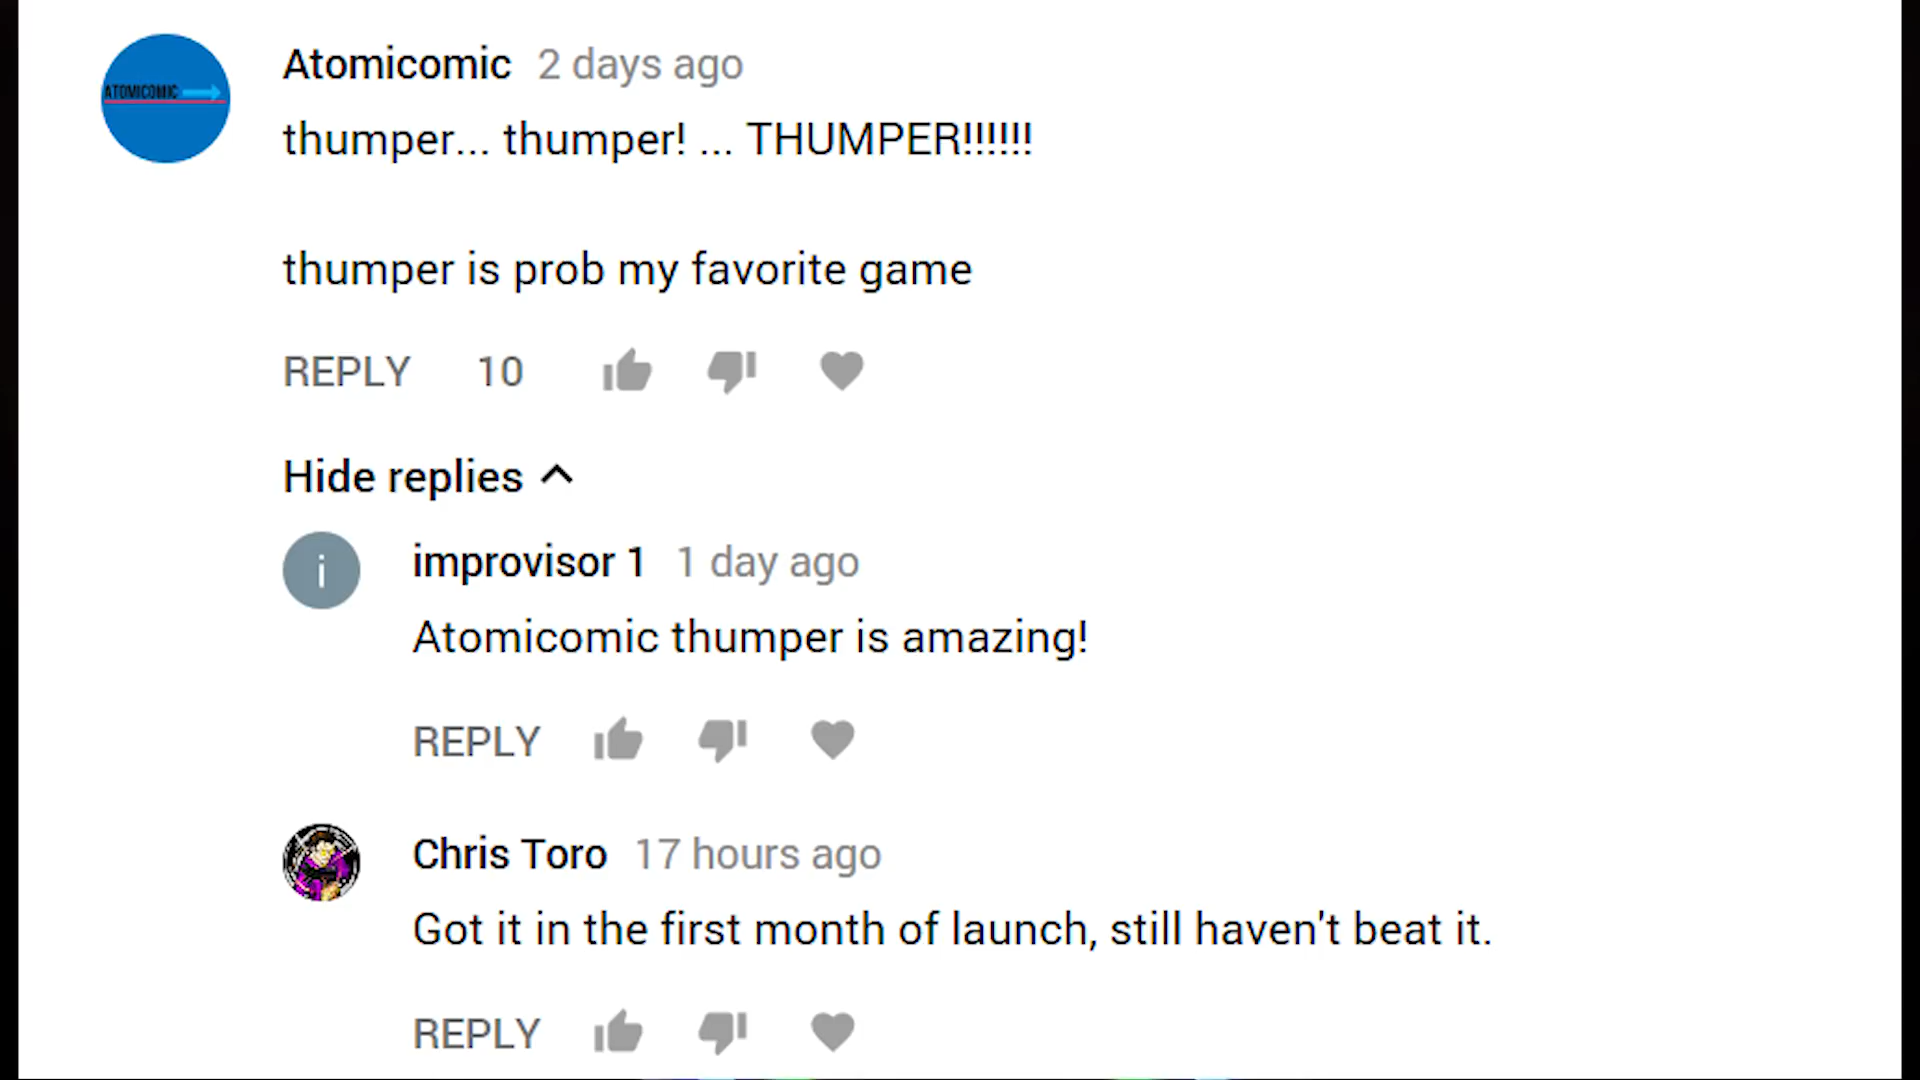 Atomicomic 2 days ago
ATOMICOMIC
thumper... thumper! ... THUMPER!!!!!!
thumper is prob my favorite game
REPLY 10
Hide replies
i
improvisor 1 1 day ago
Atomicomic thumper is amazing!
REPLY
Chris Toro 17 hours ago
Got it in the first month of launch, still haven't beat it.
REPLY